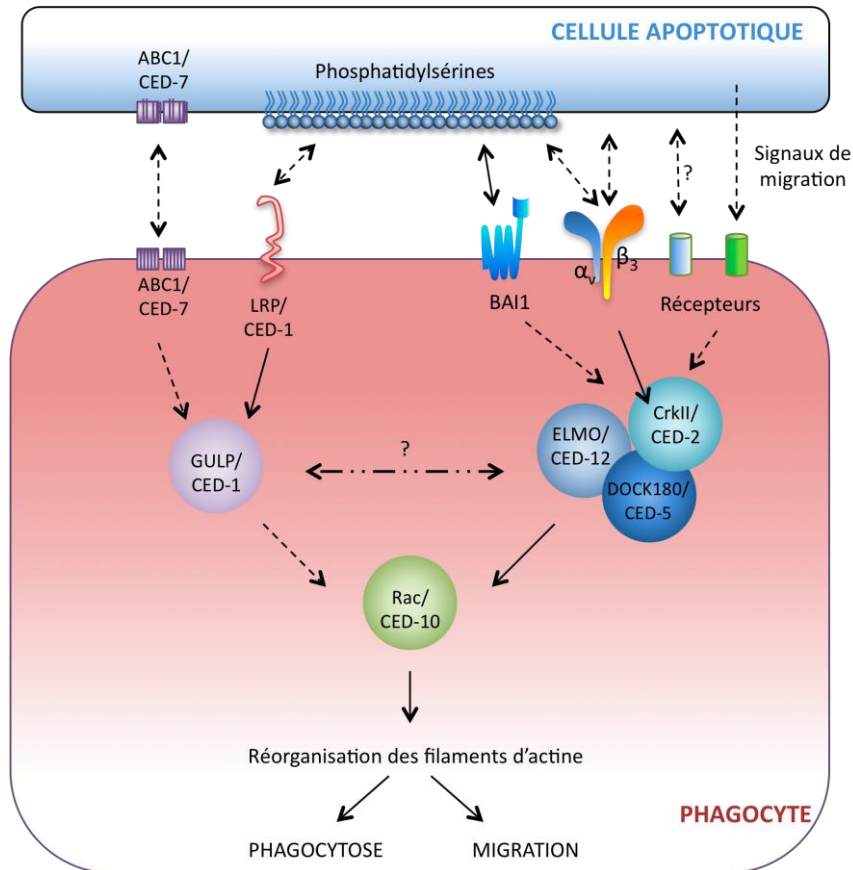 CELLULE APOPTOTIQUE
ABC1/
CED-7
Phosphatidylsérines
Signaux de
migration
?
ABC1/
CED-7
LRP/
CED-1
BAI1
αv
β3
Récepteurs
GULP/
CED-1
?
ELMO/
CED-12
CrkII/
CED-2
DOCK180/
CED-5
Rac/
CED-10
Réorganisation des filaments d'actine
PHAGOCYTOSE
MIGRATION
PHAGOCYTE